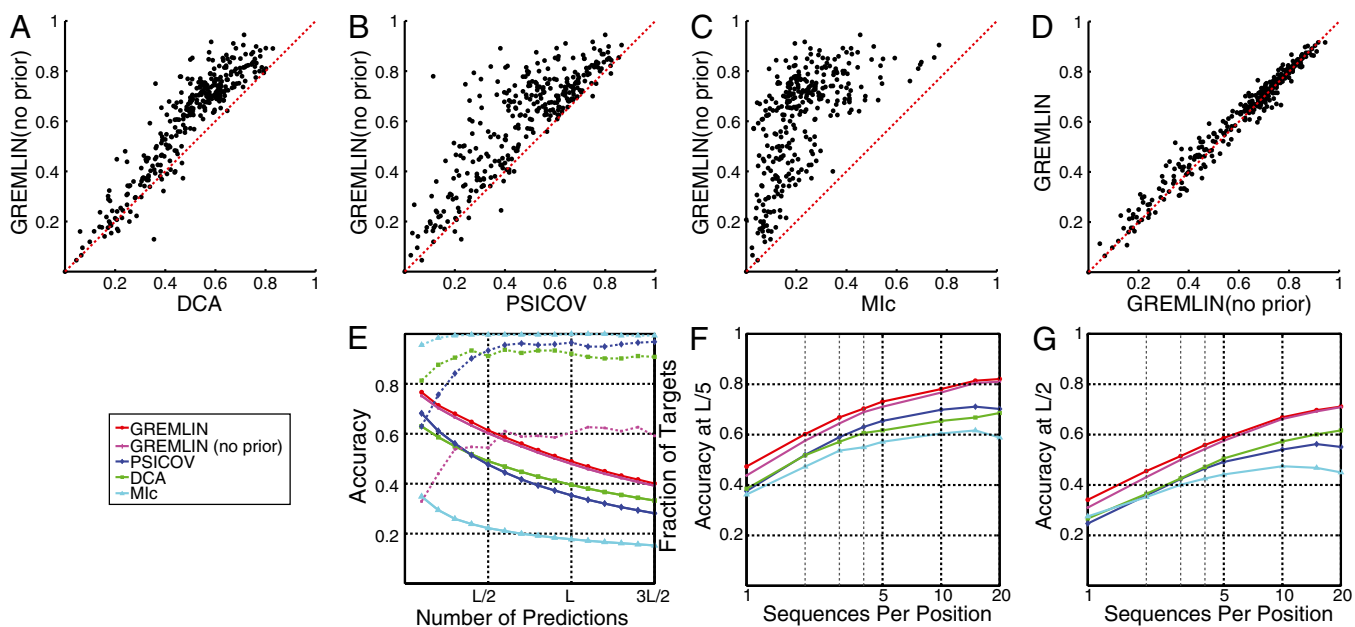 A
GREMLIN(no prior)
1
0.8
0.6
0.4
0.2
0.2 0.4 0.6 0.8 1
DCA
B
GREMLIN(no prior)
1
0.8
0.6
0.4
0.2
0.2 0.4 0.6 0.8 1
PSICOV
C
GREMLIN(no prior)
1
0.8
0.6
0.4
0.2
0.2 0.4 0.6 0.8 1
MIc
D
GREMLIN
1
0.8
0.6
0.4
0.2
0.2 0.4 0.6 0.8 1
GREMLIN(no prior)
GREMLIN
GREMLIN (no prior)
PSICOV
DCA
MIc
E
Accuracy
0.8
0.6
0.4
0.2
L/2 L 3L/2
Number of Predictions
Fraction of Targets
F
Accuracy at L/5
1
0.8
0.6
0.4
0.2
1 5 10 20
Sequences Per Position
G
Accuracy at L/2
1
0.8
0.6
0.4
0.2
1 5 10 20
Sequences Per Position